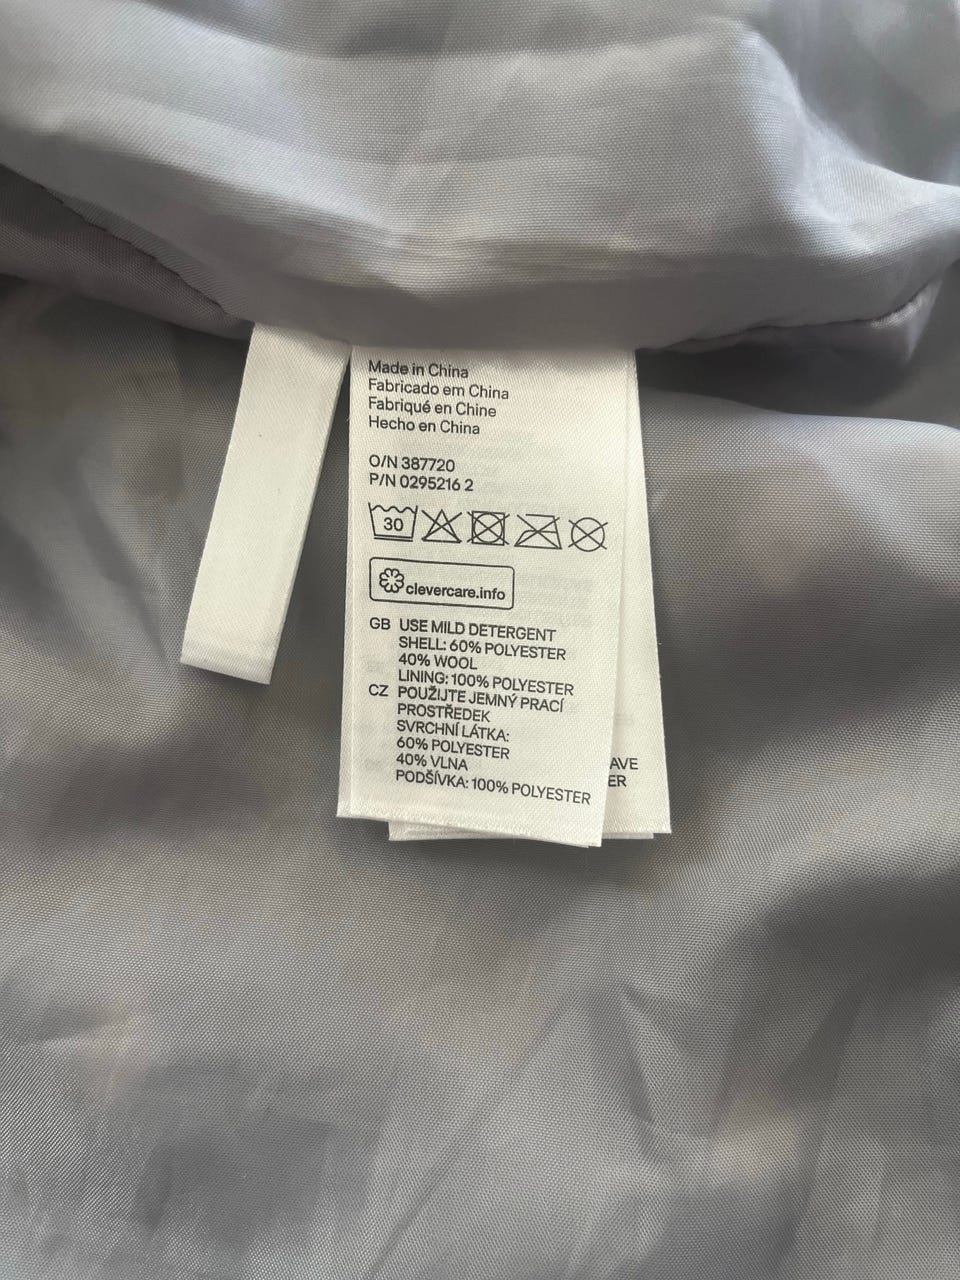 Made in China
Fabricado em China
Fabriqué en Chine
Hecho en China
O/N 387720
P/N 0295216 2
30
clevercare.info
GB USE MILD DETERGENT
SHELL: 60% POLYESTER
40% WOOL
LINING: 100% POLYESTER
CZ POUŽIJTE JEMNÝ PRACÍ
PROSTŘEDEK
SVRCHNÍ LÁTKA:
60% POLYESTER
40% VLNA
PODŠÍVKA: 100% POLYESTER
AVE
ER